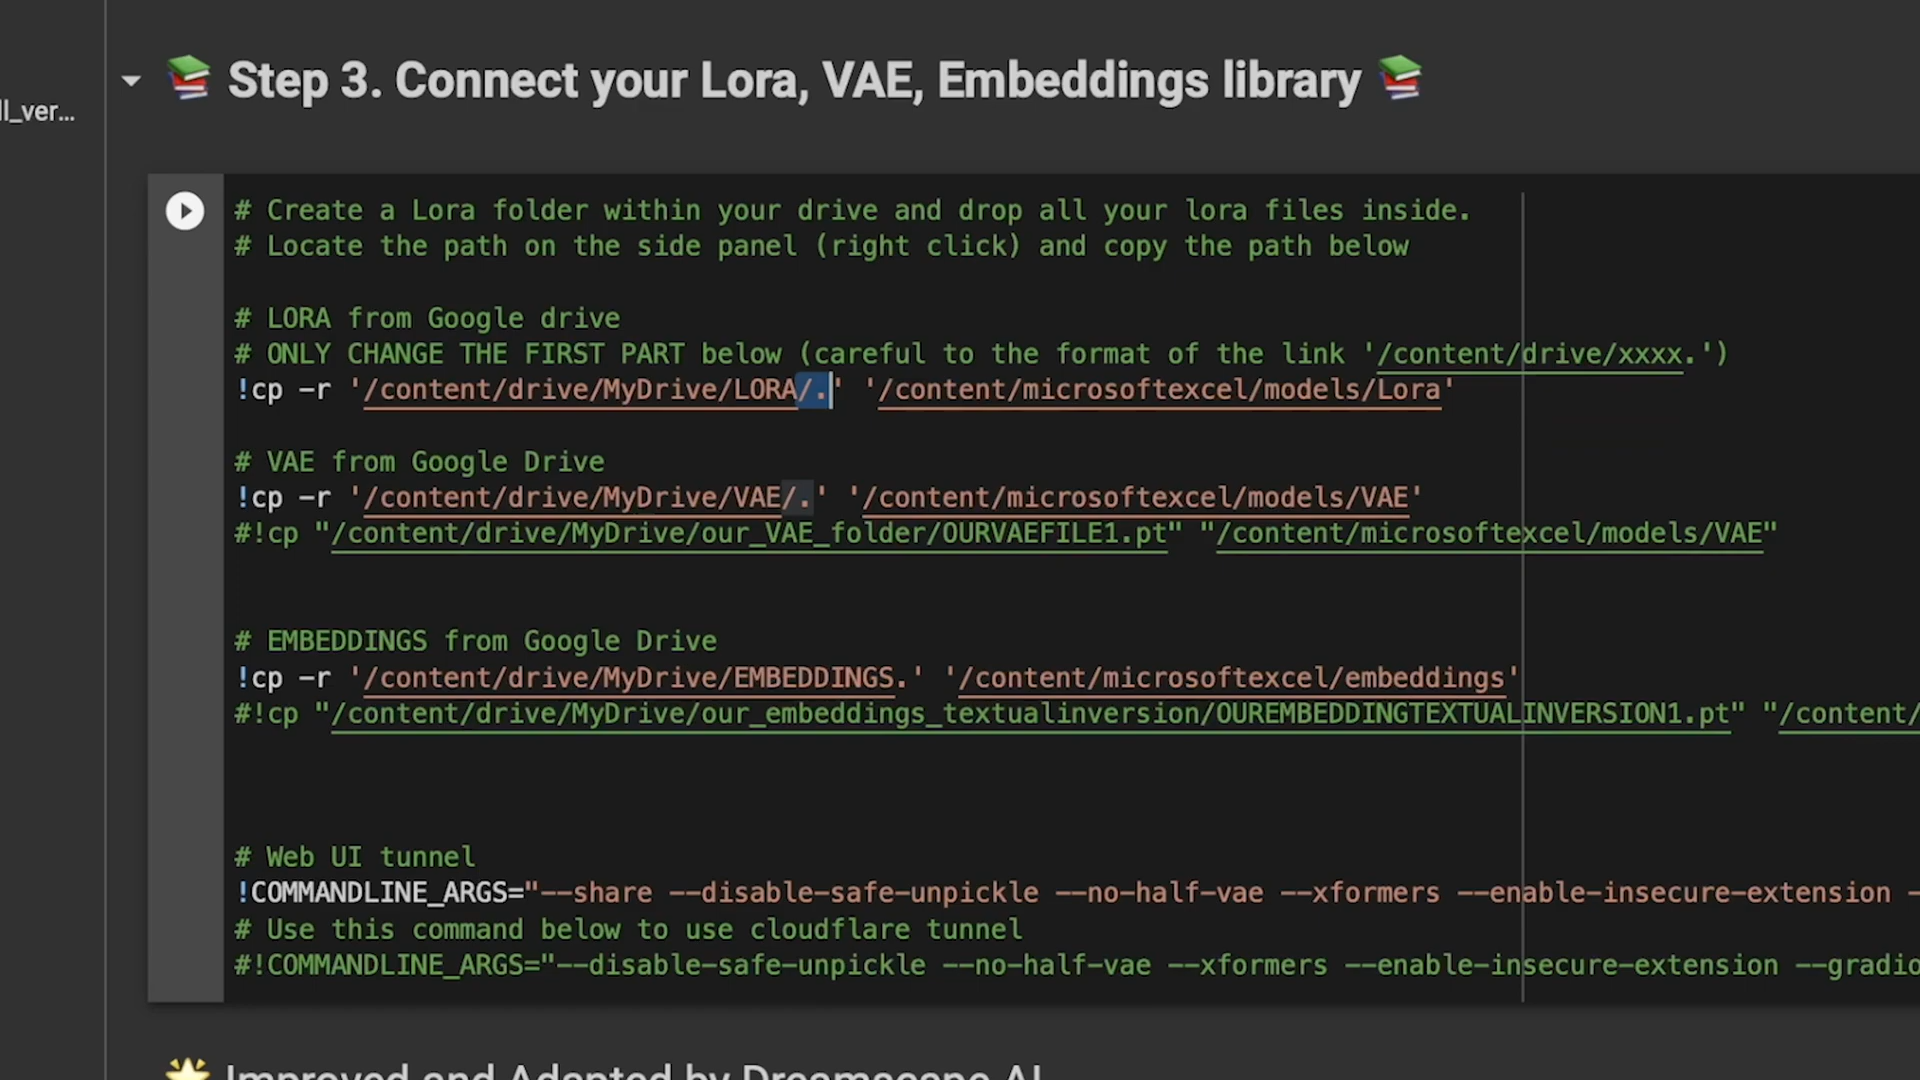 Step 3. Connect your Lora, VAE, Embeddings library
ll_ver...
# Create a Lora folder within your drive and drop all your lora files inside.
# Locate the path on the side panel (right click) and copy the path below
# LORA from Google drive
# ONLY CHANGE THE FIRST PART below (careful to the format of the link '/content/drive/xxxx.')
!cp -r '/content/drive/MyDrive/LORA/.' '/content/microsoftexcel/models/Lora'
# VAE from Google Drive
!cp -r '/content/drive/MyDrive/VAE/.' '/content/microsoftexcel/models/VAE'
#!cp "/content/drive/MyDrive/our_VAE_folder/OURVAEFILE1.pt" "/content/microsoftexcel/models/VAE"
# EMBEDDINGS from Google Drive
!cp -r '/content/drive/MyDrive/EMBEDDINGS.' '/content/microsoftexcel/embeddings'
#!cp "/content/drive/MyDrive/our_embeddings_textualinversion/OUREMBEDDINGTEXTUALINVERSION1.pt" "/content/
# Web UI tunnel
!COMMANDLINE_ARGS="--share --disable-safe-unpickle --no-half-vae --xformers --enable-insecure-extension -
# Use this command below to use cloudflare tunnel
#!COMMANDLINE_ARGS="--disable-safe-unpickle --no-half-vae --xformers --enable-insecure-extension --gradio
Improved and Adapted by Dreamscape AI